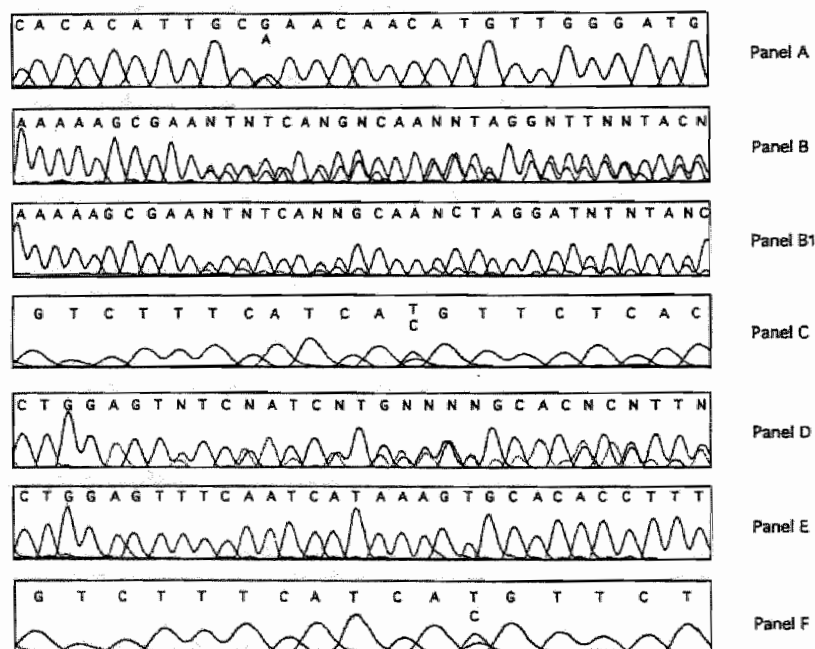 C A C A C A T T G C G A A C A A C A T G T T G G G A T G
A
Panel A
A A A A A G C G A A N T N T C A N G N C A A N N T A G G N T T N N T A C N
Panel B
A A A A A G C G A A N T N T C A N N G C A A N C T A G G A T N T N T A N C
Panel B1
G T C T T T C A T C A T G T T C T C A C
C
Panel C
C T G G A G T N T C N A T C N T G N N N N G C A C N C N T T N
Panel D
C T G G A G T T T C A A T C A T A A A G T G C A C A C C T T T
Panel E
G T C T T T C A T C A T G T T C T
C
Panel F